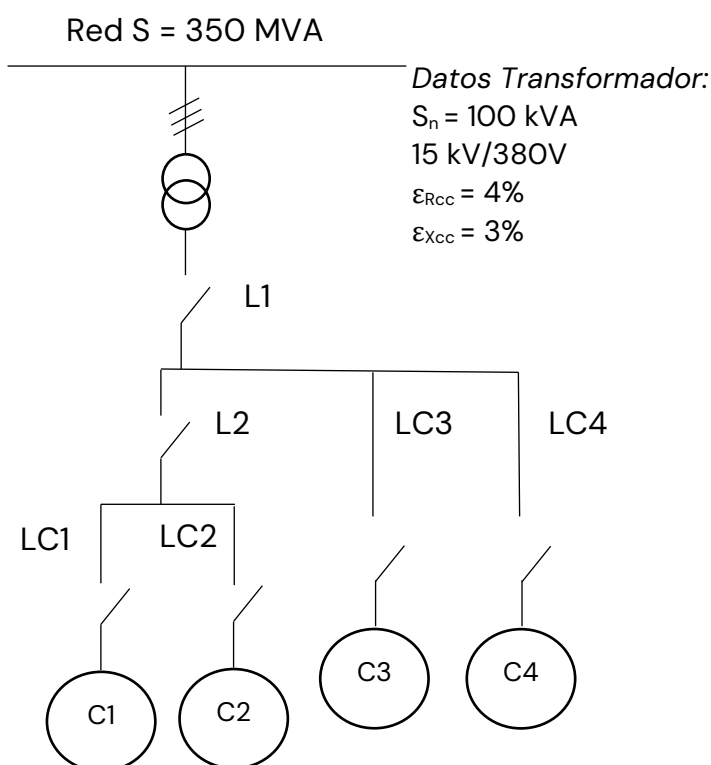 Red S = 350 MVA
Datos Transformador:
Sₙ = 100 kVA
15 kV/380V
εRcc = 4%
εXcc = 3%
L1
L2
LC3
LC4
LC1
LC2
C3
C4
C1
C2